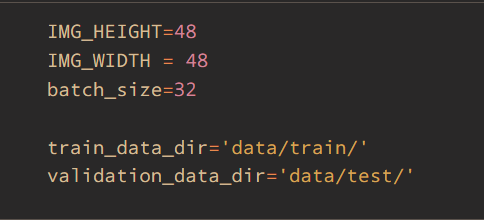 IMG_HEIGHT=48
IMG_WIDTH = 48
batch_size=32
train_data_dir='data/train/'
validation_data_dir='data/test/'